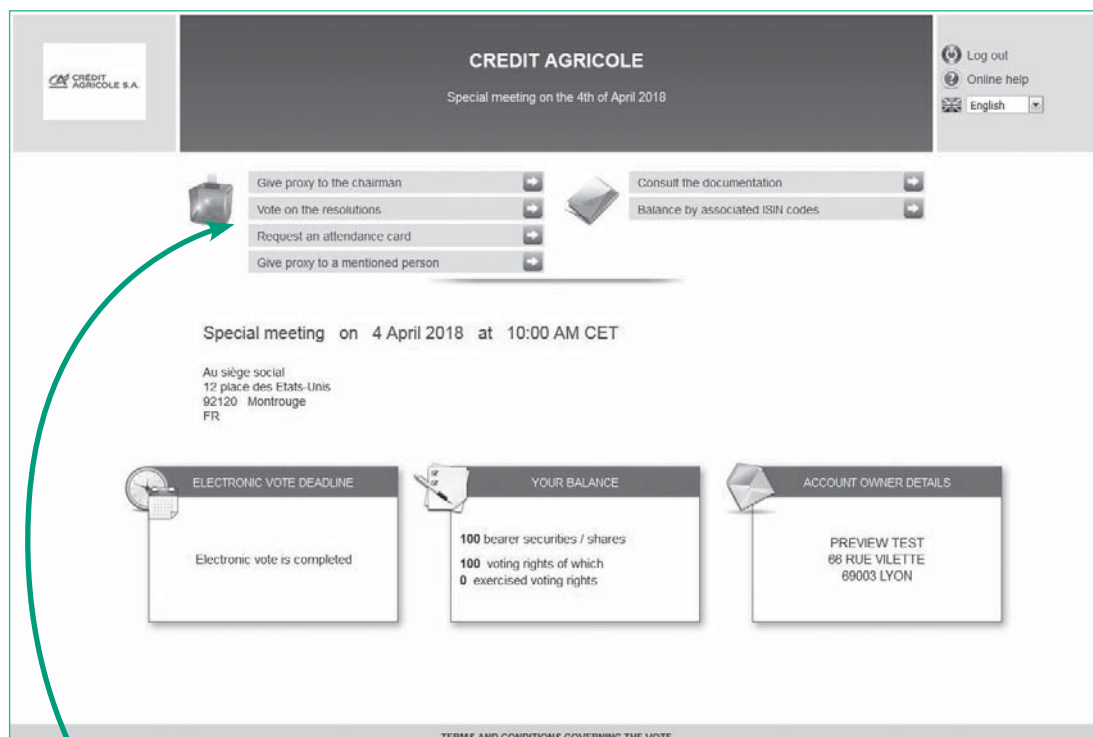 CRÉDIT
AGRICOLE S.A.
CREDIT AGRICOLE
Special meeting on the 4th of April 2018
Log out
Online help
English
Give proxy to the chairman
Vote on the resolutions
Request an attendance card
Give proxy to a mentioned person
Consult the documentation
Balance by associated ISIN codes
Special meeting on 4 April 2018 at 10:00 AM CET
Au siège social
12 place des Etats-Unis
92120 Montrouge
FR
ELECTRONIC VOTE DEADLINE
Electronic vote is completed
YOUR BALANCE
100 bearer securities / shares
100 voting rights of which
0 exercised voting rights
ACCOUNT OWNER DETAILS
PREVIEW TEST
66 RUE VILETTE
69003 LYON
TERMS AND CONDITIONS GOVERNING THE VOTE